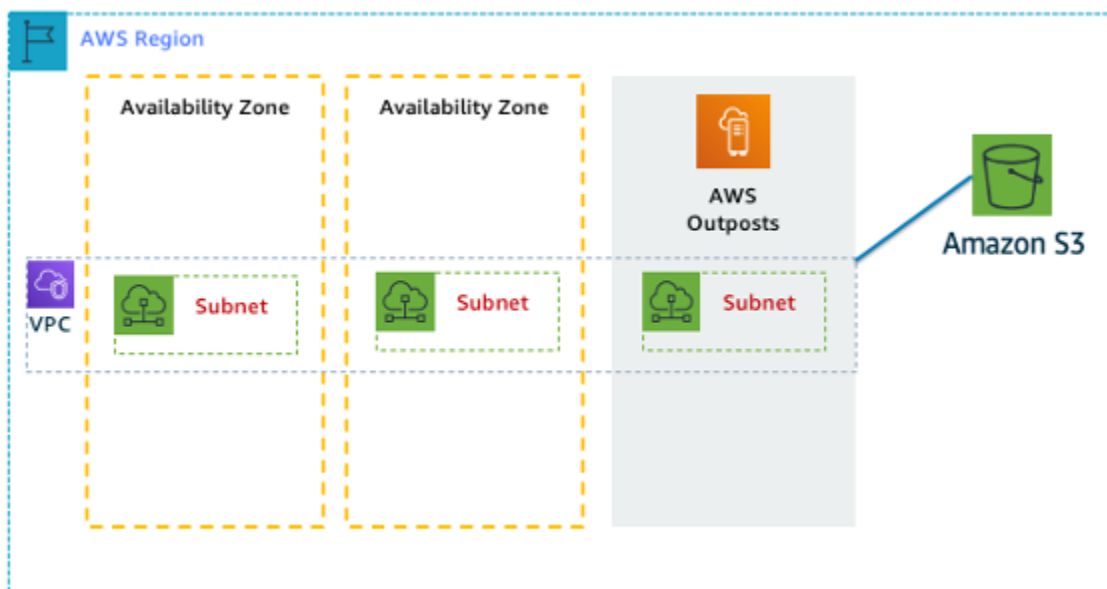 AWS Region
Availability Zone
Availability Zone
AWS
Outposts
Amazon S3
VPC
Subnet
Subnet
Subnet